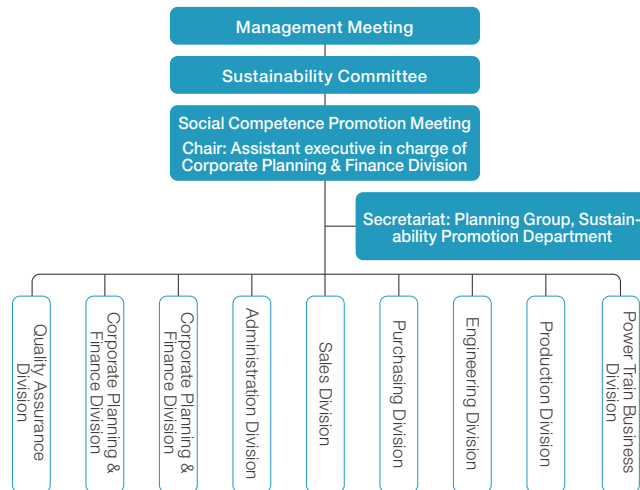 Management Meeting
Sustainability Committee
Social Competence Promotion Meeting
Chair: Assistant executive in charge of
Corporate Planning & Finance Division
Secretariat: Planning Group, Sustain-
ability Promotion Department
Quality Assurance
Division
Corporate Planning &
Finance Division
Corporate Planning &
Finance Division
Administration Division
Sales Division
Purchasing Division
Engineering Division
Production Division
Power Train Business
Division